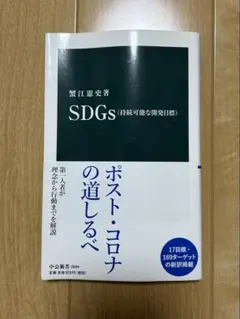 蟹江憲史著
SDGs(持続可能な開発目標)
ポスト・コロナ
の道しるべ
第一人者が
理念から行動までを解説
17目標・
169ターゲット
の新訳掲載
中公新書 2604